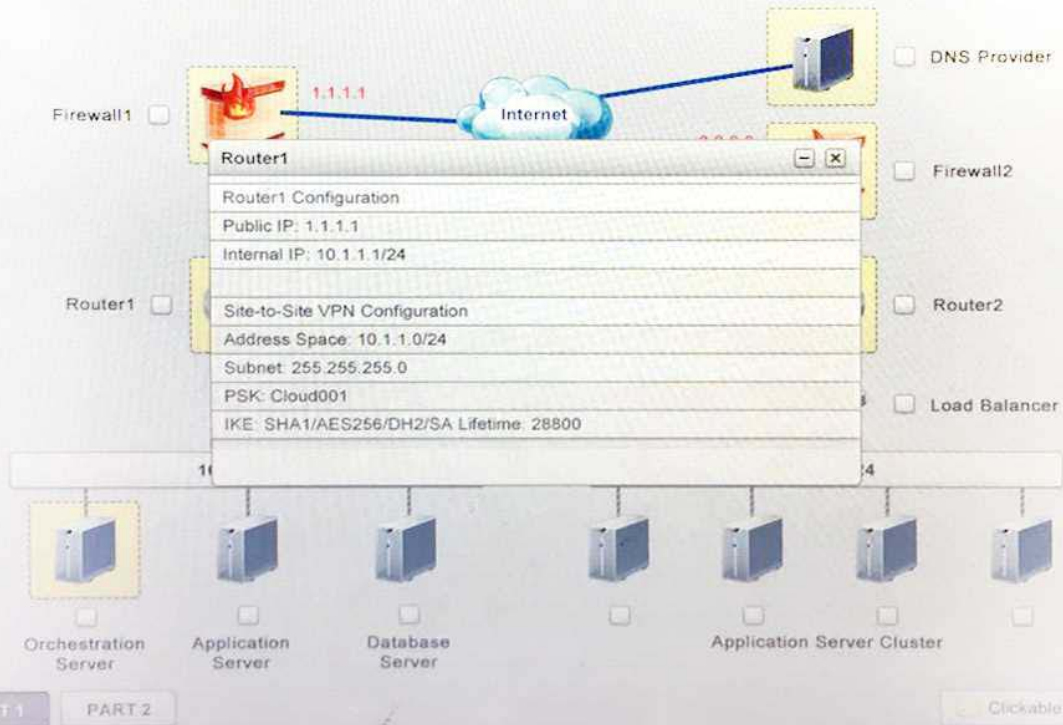 DNS Provider
1.1.1.1
Firewall1
Internet
Firewall2
Router1
Router1 Configuration
Public IP: 1.1.1.1
Internal IP: 10.1.1.1/24
Router1
Router2
Site-to-Site VPN Configuration
Address Space: 10.1.1.0/24
Subnet: 255.255.255.0
PSK: Cloud001
Load Balancer
IKE: SHA1/AES256/DH2/SA Lifetime: 28800
Orchestration
Server
Application
Server
Database
Server
Application Server Cluster
PART 2
Clickable